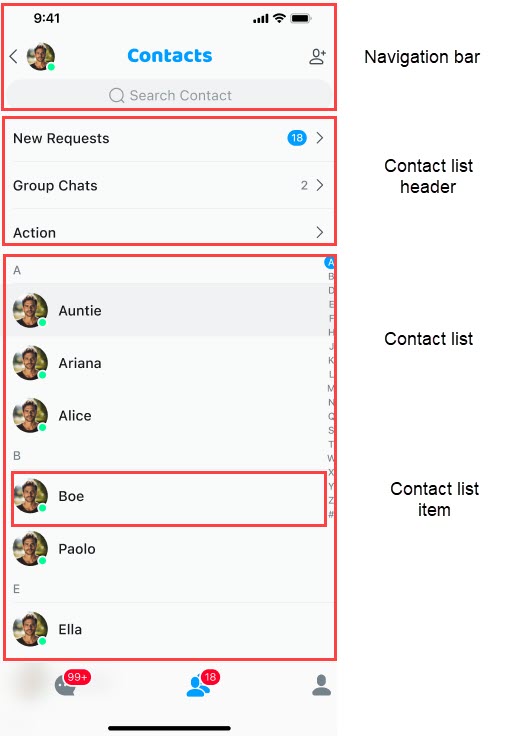 9:41
Contacts
Navigation bar
Search Contact
New Requests 18
Contact list
header
Group Chats 2
Action
A
A
B
D
E
F
H
J
K
L
M
N
Q
S
T
W
X
Y
Z
#
Auntie
Contact list
Ariana
Alice
B
Boe
Contact list
item
Paolo
E
Ella
99+
18